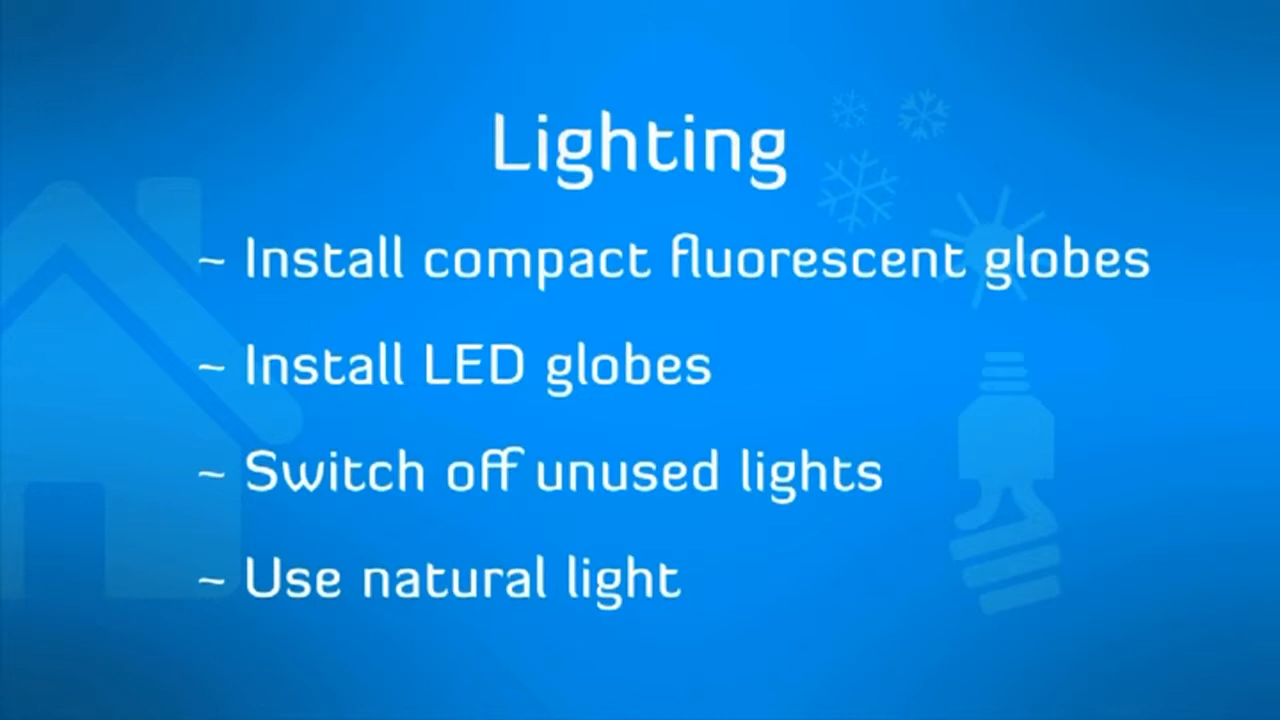 Lighting
~ Install compact fluorescent globes
~ Install LED globes
~ Switch off unused lights
~ Use natural light